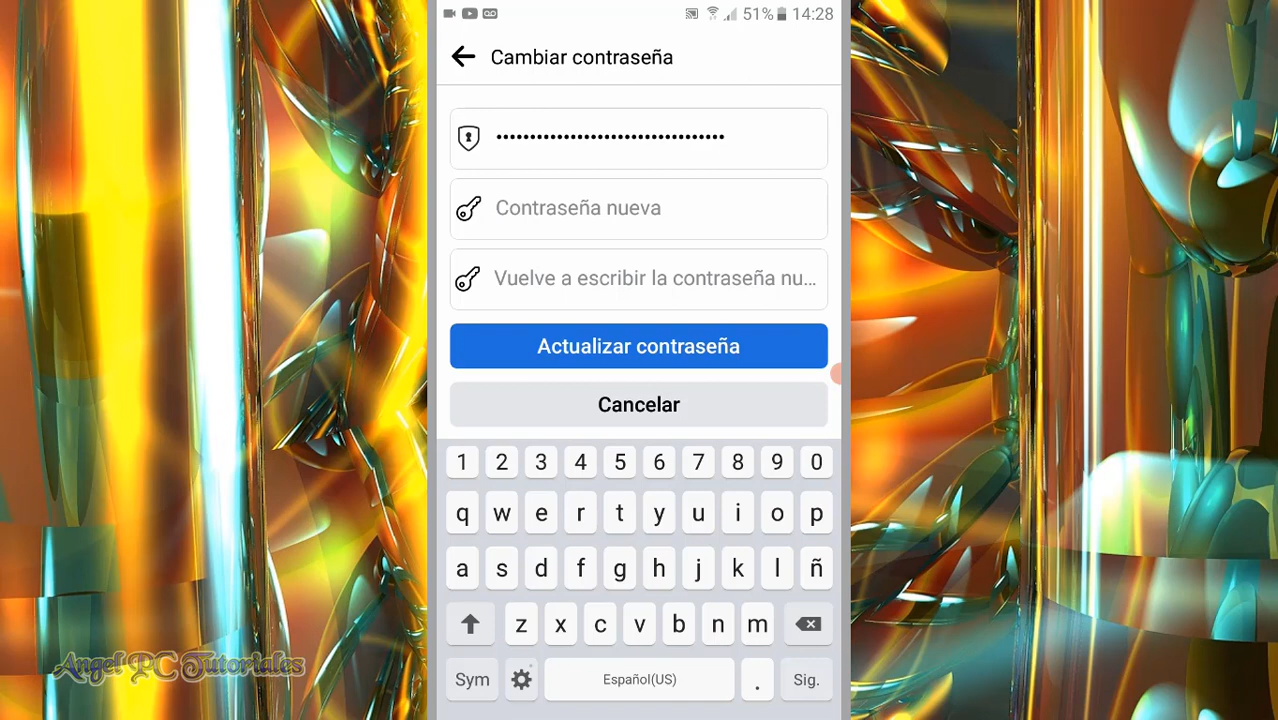 51% 14:28
Cambiar contraseña
••••••••••••••••••••••••••••••••••
Contraseña nueva
Vuelve a escribir la contraseña nu...
Actualizar contraseña
Cancelar
1 2 3 4 5 6 7 8 9 0
q w e r t y u i o p
a s d f g h j k l ñ
z x c v b n m
Sym Español(US) . Sig.
Angel PC Tutoriales